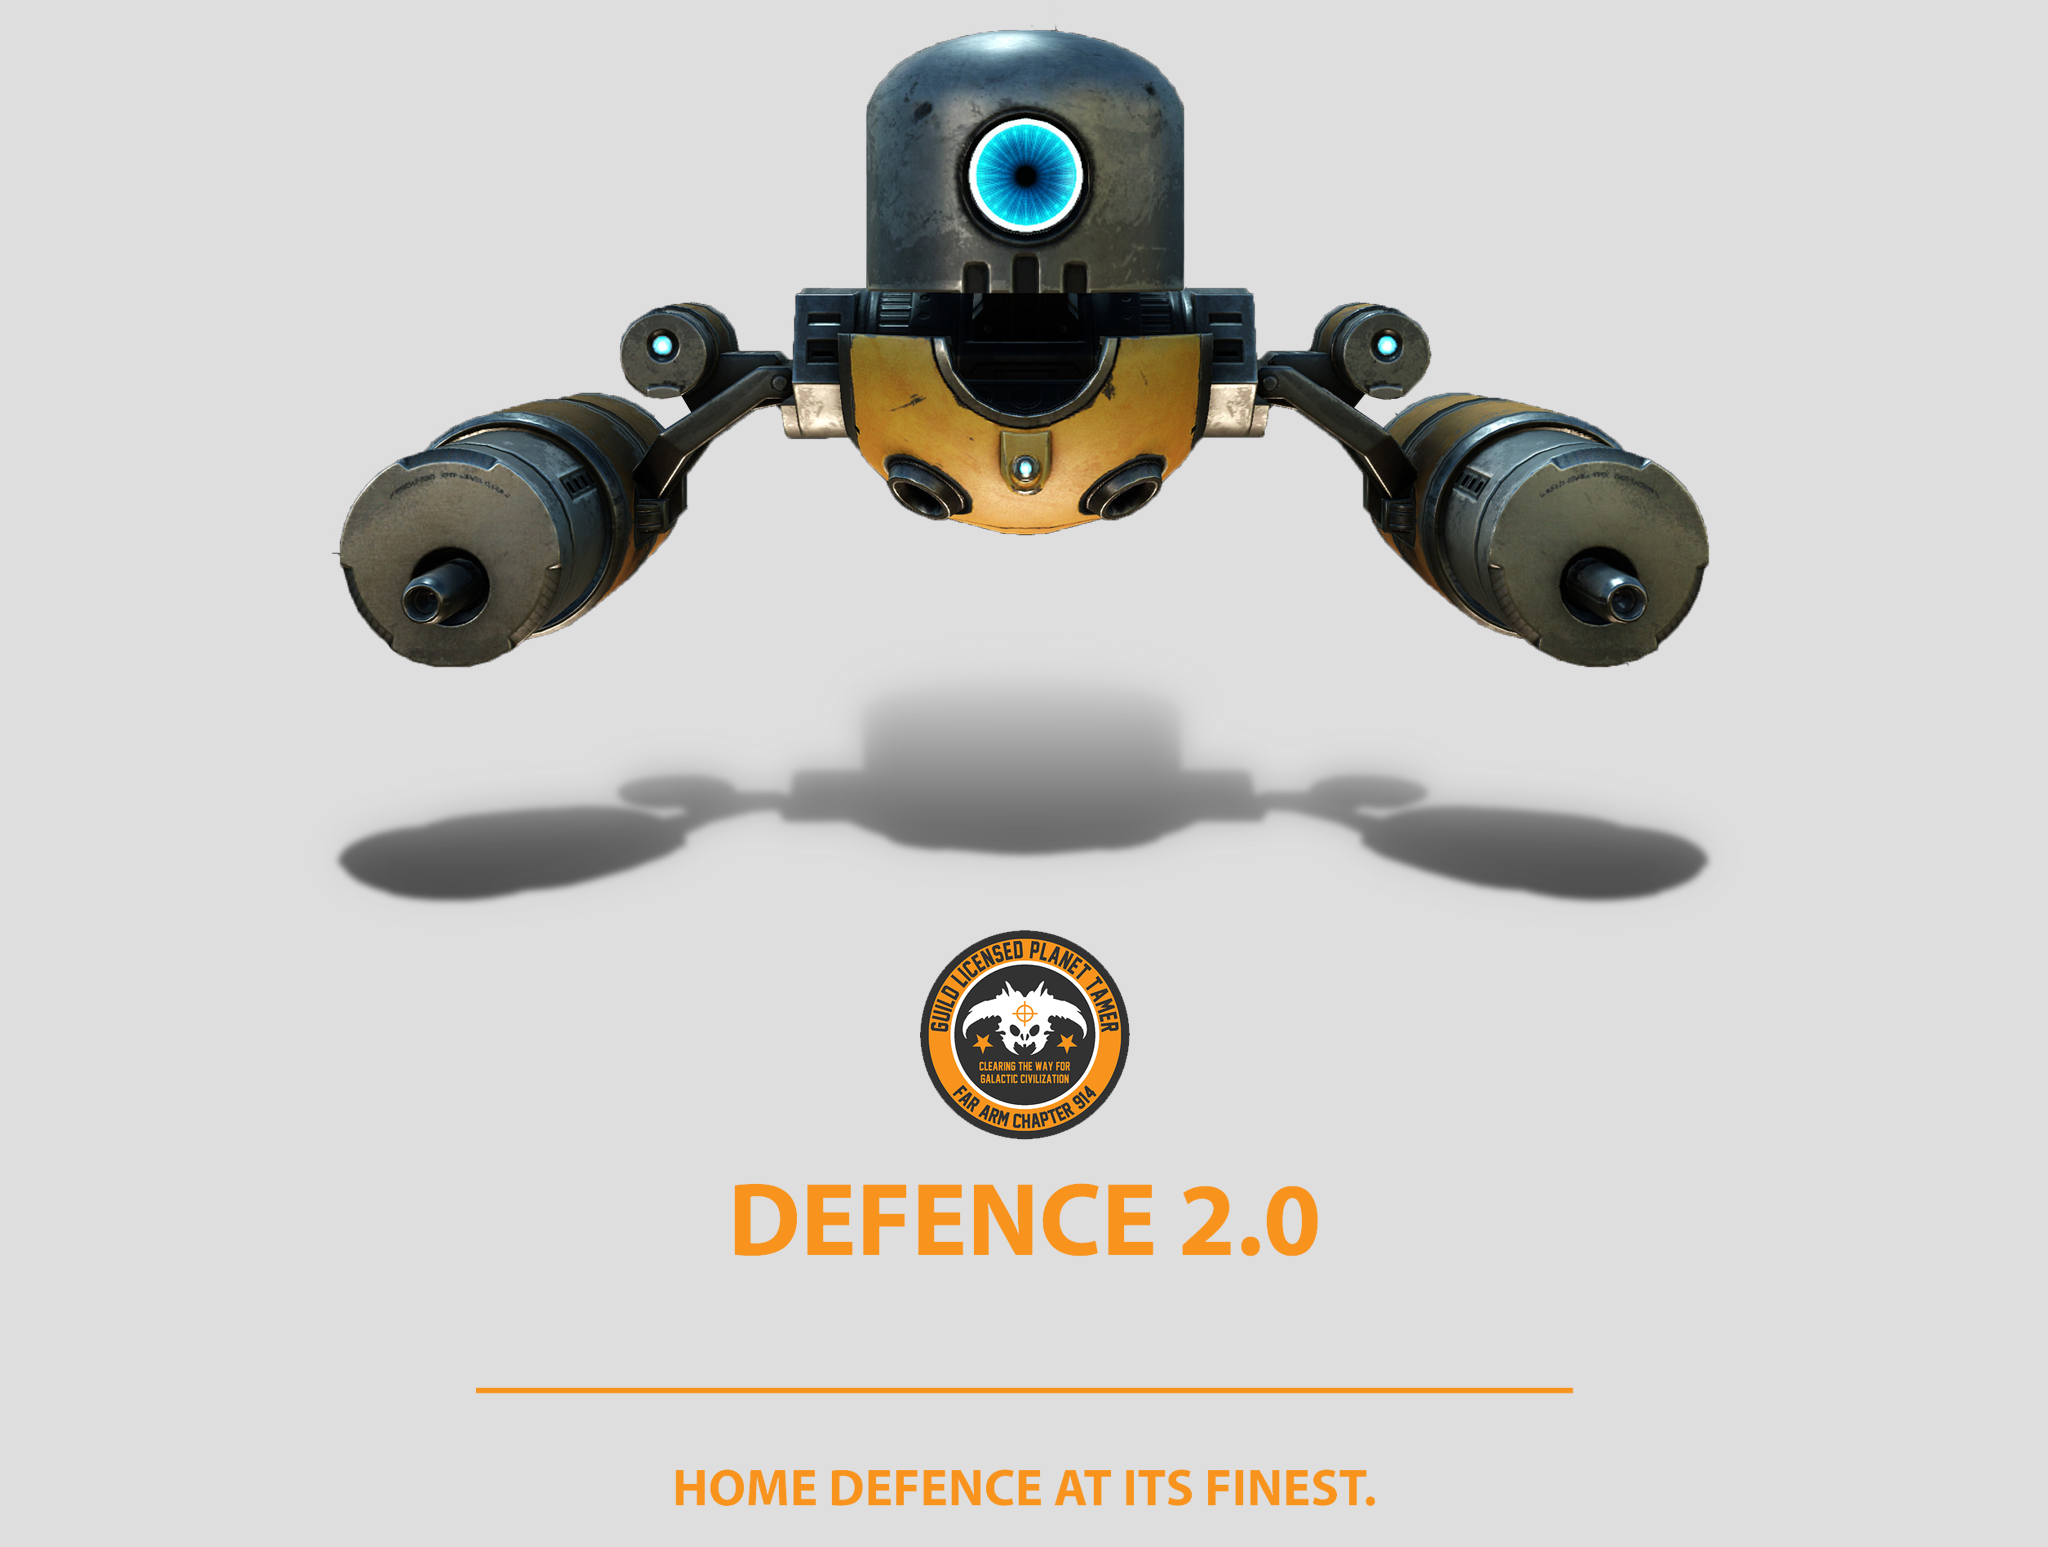 GUILD LICENSED PLANET TAMER
CLEARING THE WAY FOR
GALACTIC CIVILIZATION
FAR ARM CHAPTER 914
DEFENCE 2.0
HOME DEFENCE AT ITS FINEST.